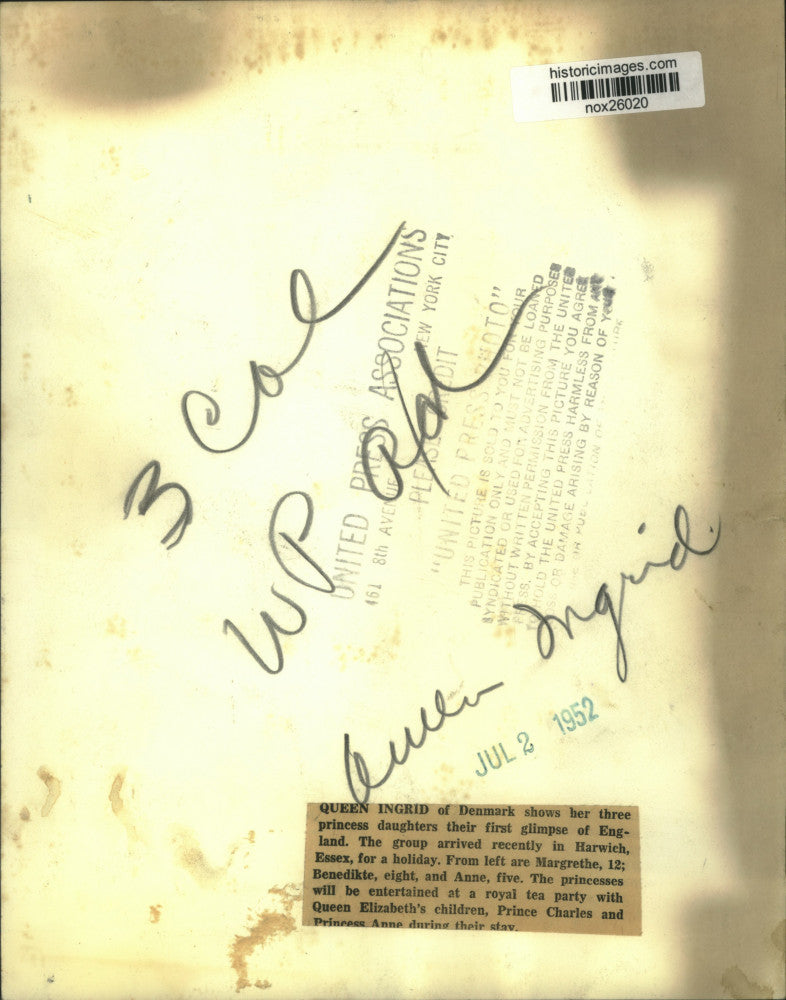 historicimages.com
nox26020
3 Col
WP
UNITED PRESS ASSOCIATIONS
461 8th AVENUE NEW YORK CITY
PLEASE CREDIT
"UNITED PRESS PHOTO"
THIS PICTURE IS SOLD TO YOU FOR YOUR
PUBLICATION ONLY AND MUST NOT BE LOANED
SYNDICATED OR USED FOR ADVERTISING PURPOSES
WITHOUT WRITTEN PERMISSION FROM THE UNITED
PRESS. BY ACCEPTING THIS PICTURE YOU AGREE
TO HOLD THE UNITED PRESS HARMLESS FROM ANY
LOSS OR DAMAGE ARISING BY REASON OF YOUR
OR PUBLICATION OF
Queen Ingrid
JUL 2 1952
QUEEN INGRID of Denmark shows her three
princess daughters their first glimpse of Eng-
land. The group arrived recently in Harwich,
Essex, for a holiday. From left are Margrethe, 12;
Benedikte, eight, and Anne, five. The princesses
will be entertained at a royal tea party with
Queen Elizabeth's children, Prince Charles and
Princess Anne during their stay.